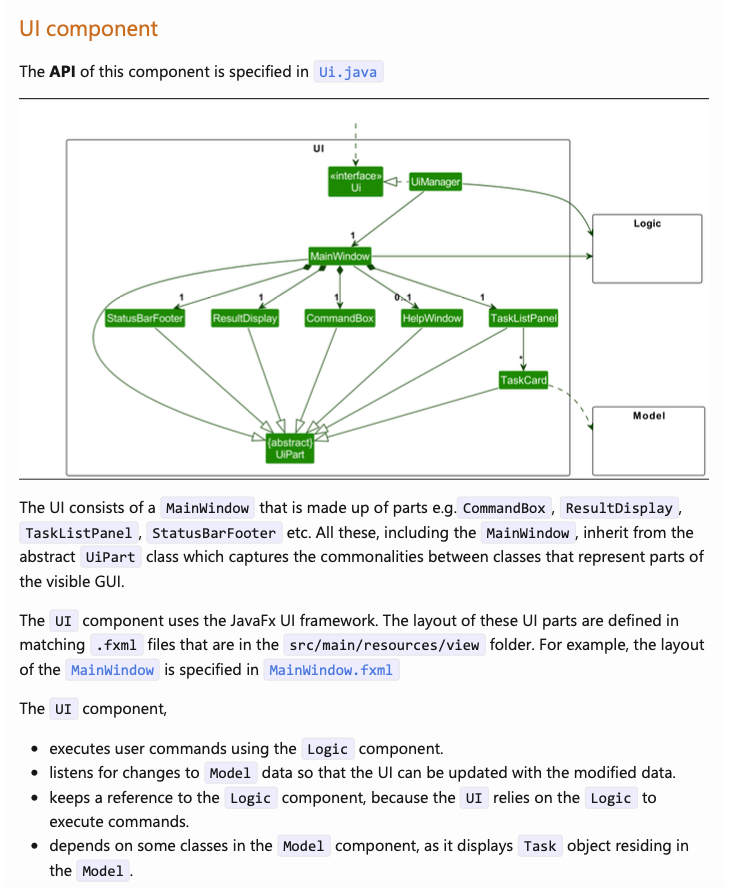 UI component
The API of this component is specified in Ui.java
UI
«interface»
Ui
UiManager
Logic
1
MainWindow
1
1
1
0..1
1
StatusBarFooter
ResultDisplay
CommandBox
HelpWindow
TaskListPanel
*
TaskCard
Model
{abstract}
UiPart
The UI consists of a MainWindow that is made up of parts e.g. CommandBox , ResultDisplay ,
TaskListPanel , StatusBarFooter etc. All these, including the MainWindow , inherit from the
abstract UiPart class which captures the commonalities between classes that represent parts of
the visible GUI.
The UI component uses the JavaFx UI framework. The layout of these UI parts are defined in
matching .fxml files that are in the src/main/resources/view folder. For example, the layout
of the MainWindow is specified in MainWindow.fxml
The UI component,
• executes user commands using the Logic component.
• listens for changes to Model data so that the UI can be updated with the modified data.
• keeps a reference to the Logic component, because the UI relies on the Logic to
execute commands.
• depends on some classes in the Model component, as it displays Task object residing in
the Model .